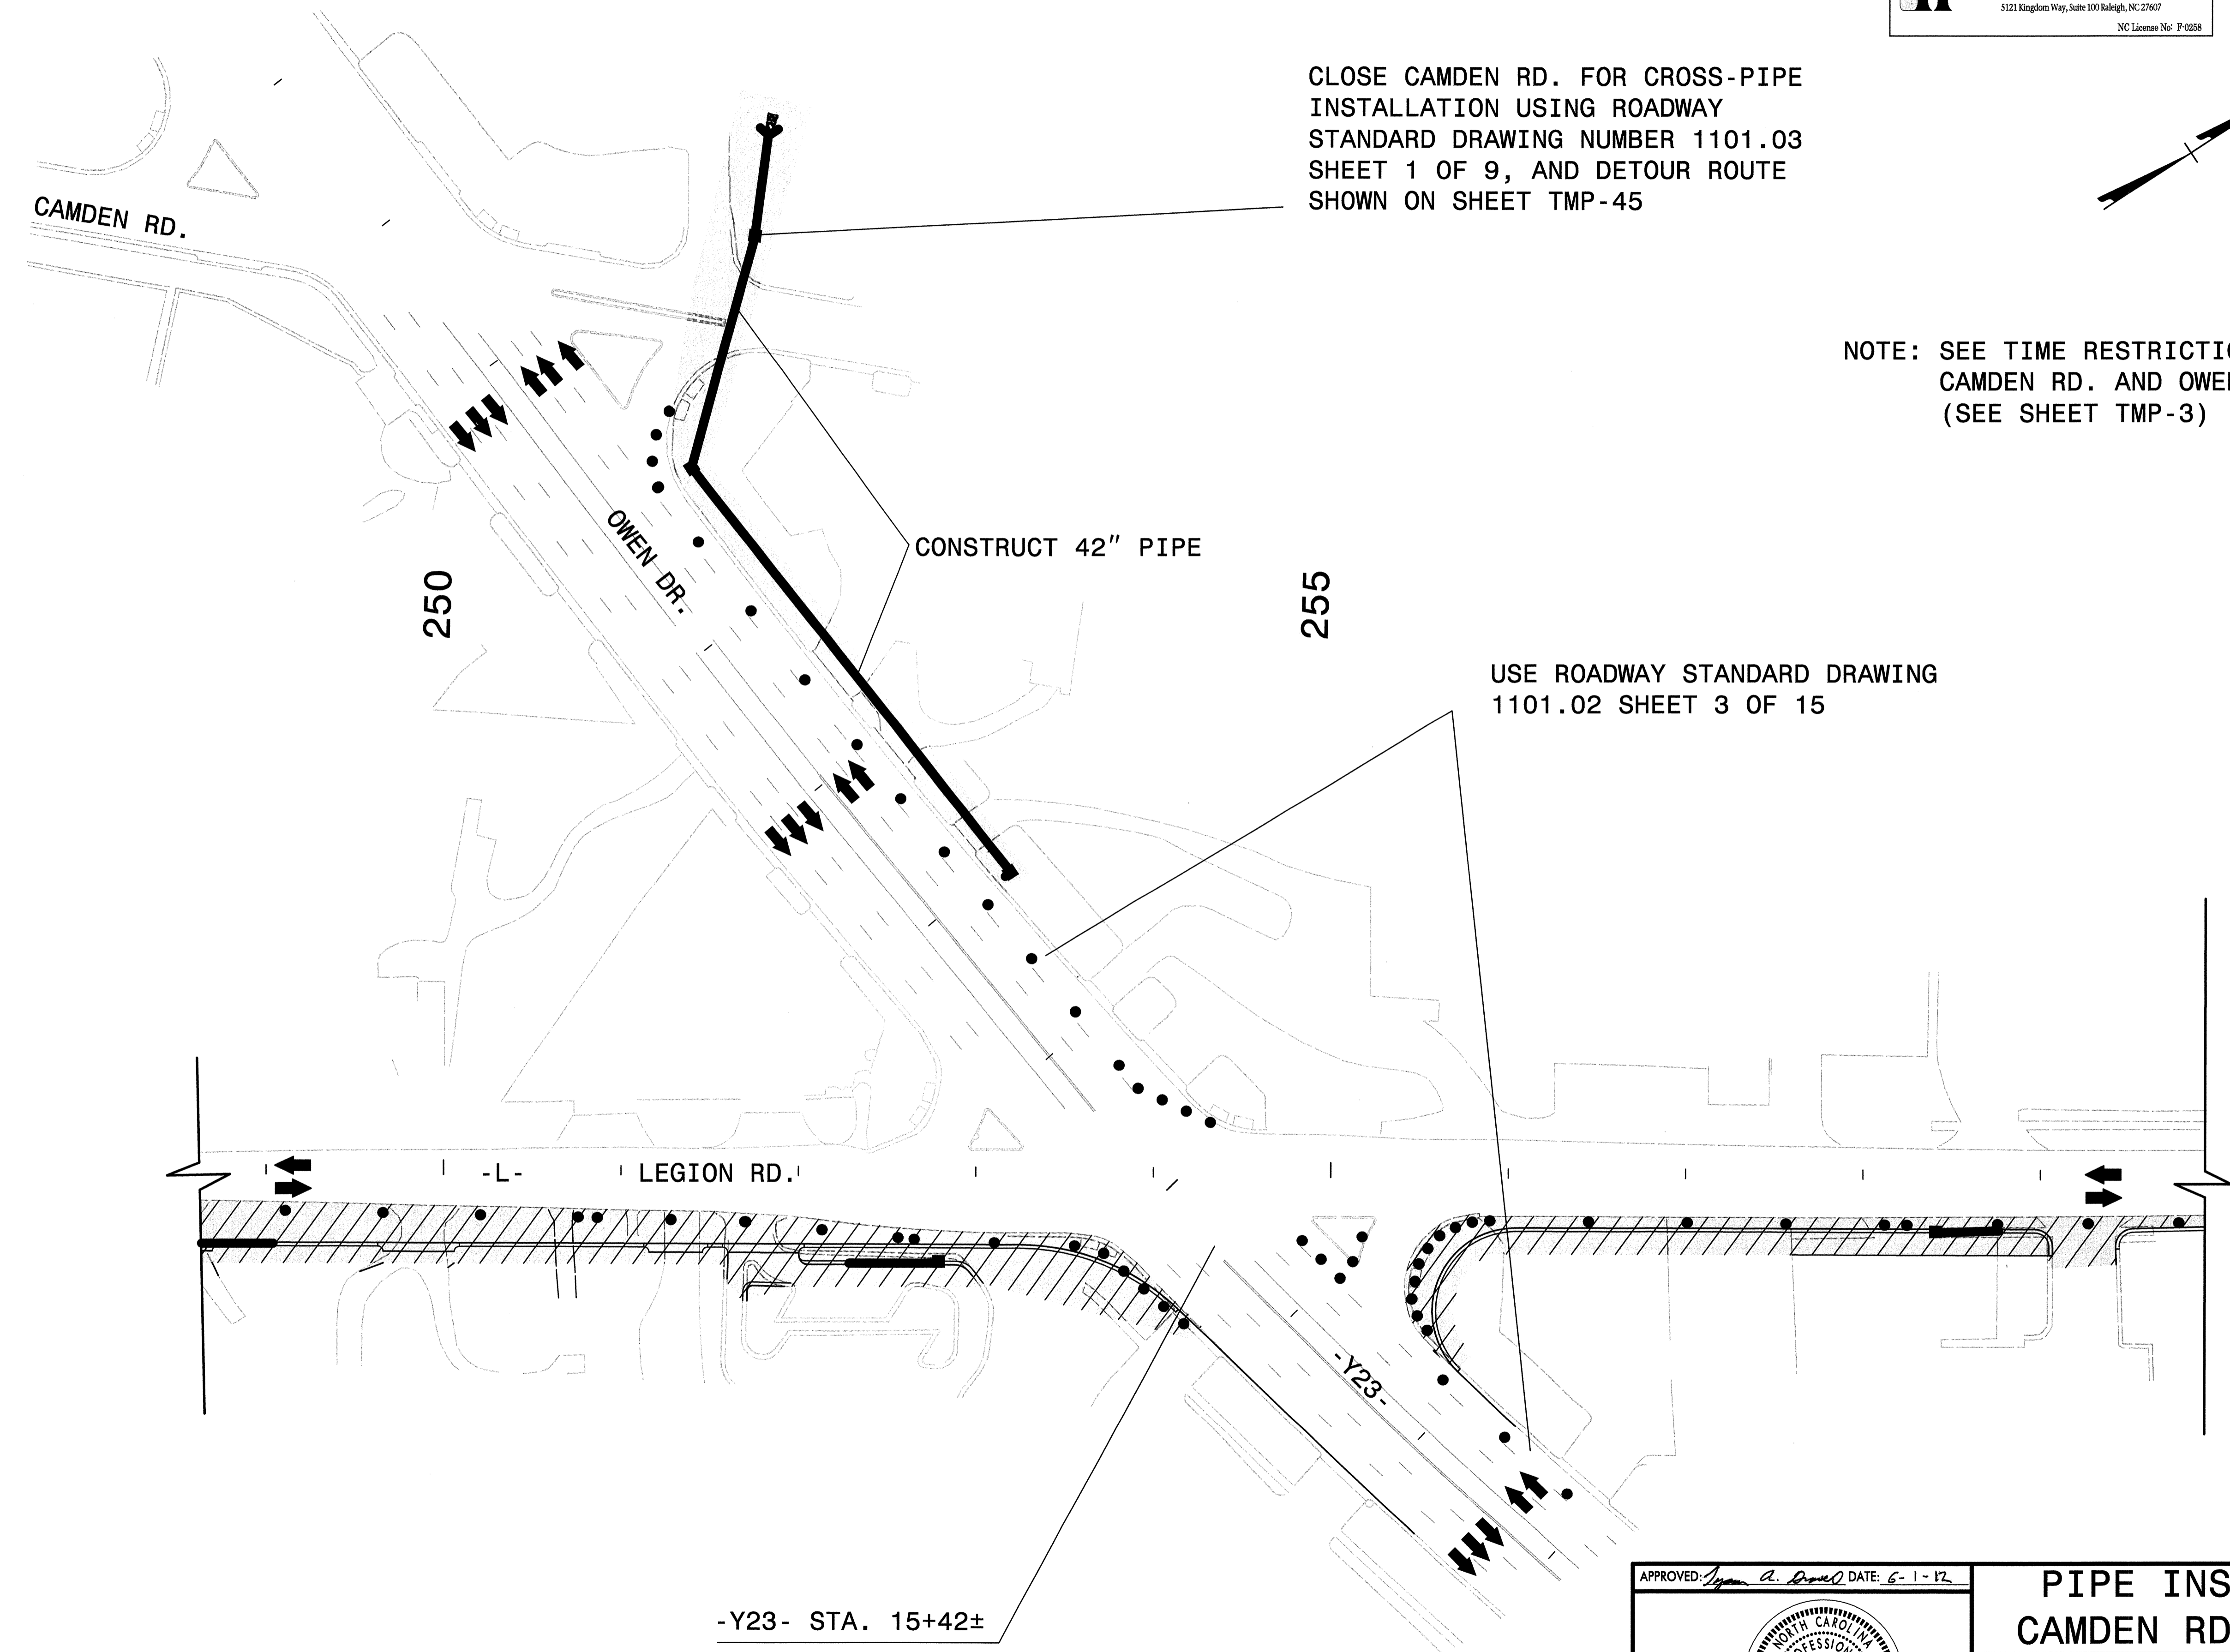 5121 Kingdom Way, Suite 100 Raleigh, NC 27607
NC License No: F-0258
CLOSE CAMDEN RD. FOR CROSS-PIPE
INSTALLATION USING ROADWAY
STANDARD DRAWING NUMBER 1101.03
SHEET 1 OF 9, AND DETOUR ROUTE
SHOWN ON SHEET TMP-45
CAMDEN RD.
NOTE: SEE TIME
CAMDEN RD. AND
(SEE SHEET TMP-3)
OWEN DR.
CONSTRUCT 42" PIPE
250
255
USE ROADWAY STANDARD DRAWING
1101.02 SHEET 3 OF 15
-L-
LEGION RD.
-Y23-
-Y23- STA. 15+42±
APPROVED: DATE: 6-1-12
PIPE
CAMDEN RD
NORTH CAROLINA